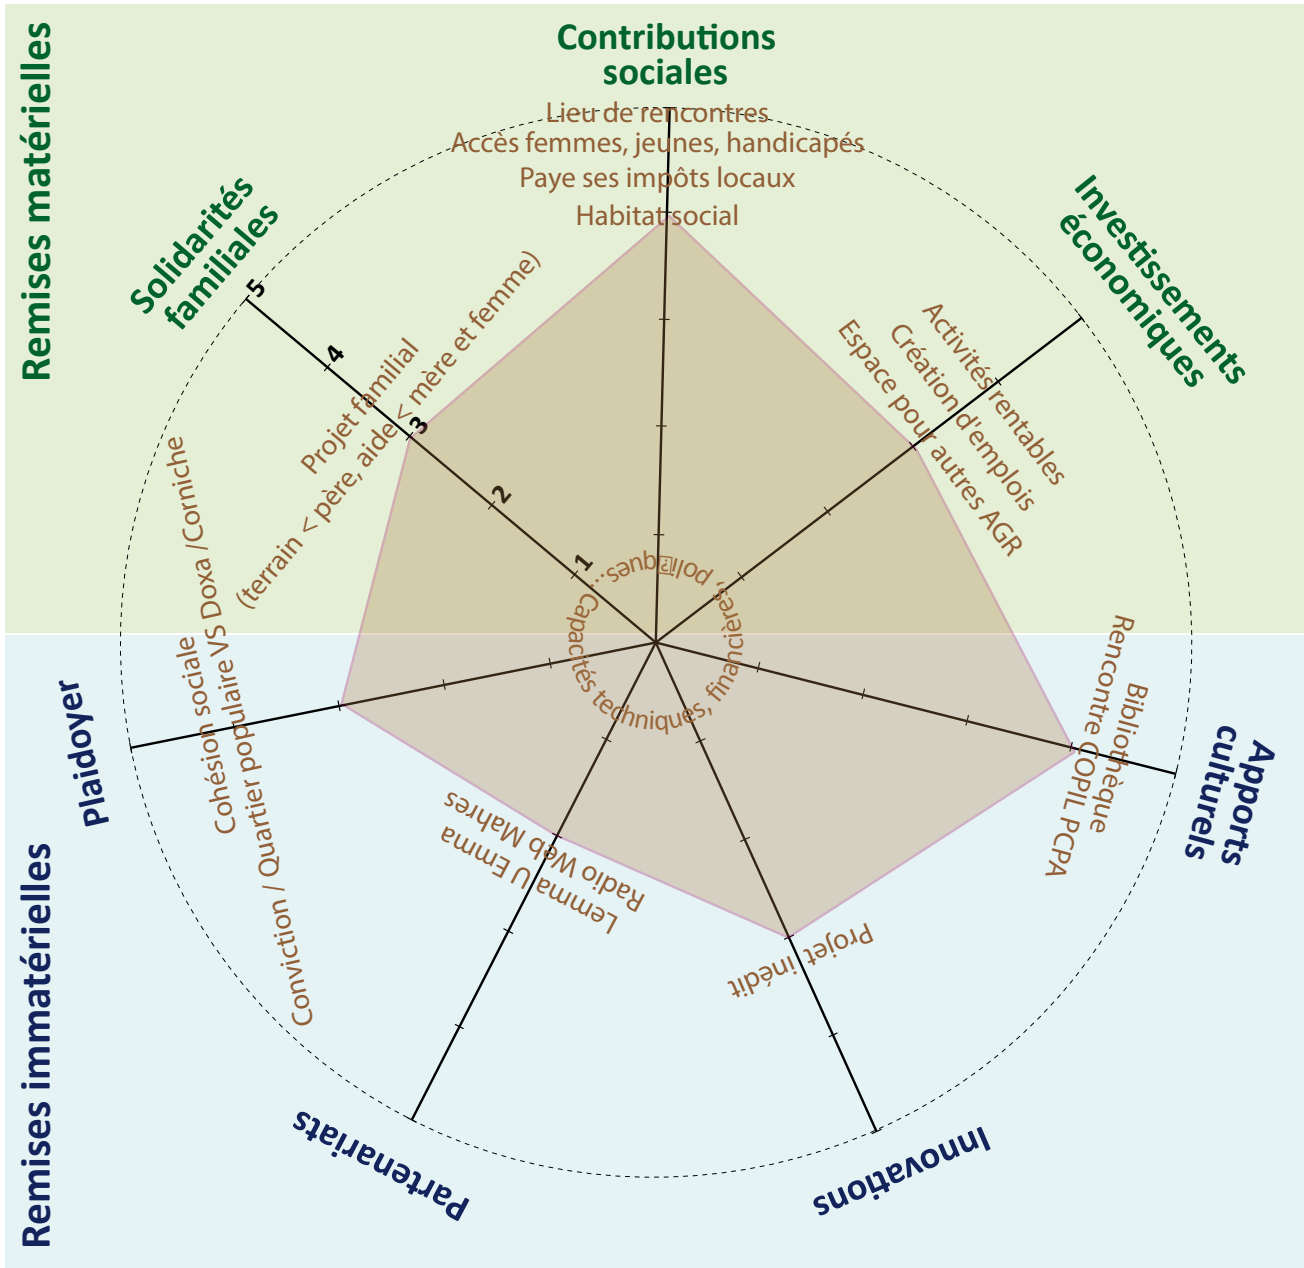 Remises matérielles
Contributions
sociales
Lieu de rencontres
Accès femmes, jeunes, handicapés
Paye ses impôts locaux
Habitat social
Solidarités
familiales
5
4
3
2
1
Projet familial
(terrain < père, aide < mère et femme)
Investissements
économiques
Activités rentables
Création d'emplois
Espace pour autres AGR
Capacités techniques, financières,
Remises immatérielles
Plaidoyer
Cohésion sociale
Conviction / Quartier populaire VS Doxa /Corniche
Partenariats
Radio Web Mahres
Lemma U Emma
Innovations
Projet inédit
Apports
culturels
Bibliothèque
Rencontre COPIL PCPA